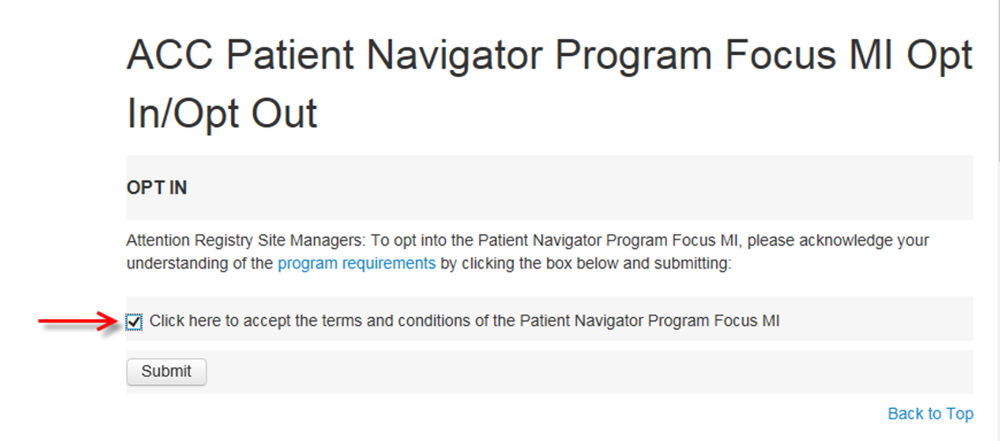 ACC Patient Navigator Program Focus MI Opt
In/Opt Out
OPT IN
Attention Registry Site Managers: To opt into the Patient Navigator Program Focus MI, please acknowledge your
understanding of the program requirements by clicking the box below and submitting:
Click here to accept the terms and conditions of the Patient Navigator Program Focus MI
Submit
Back to Top